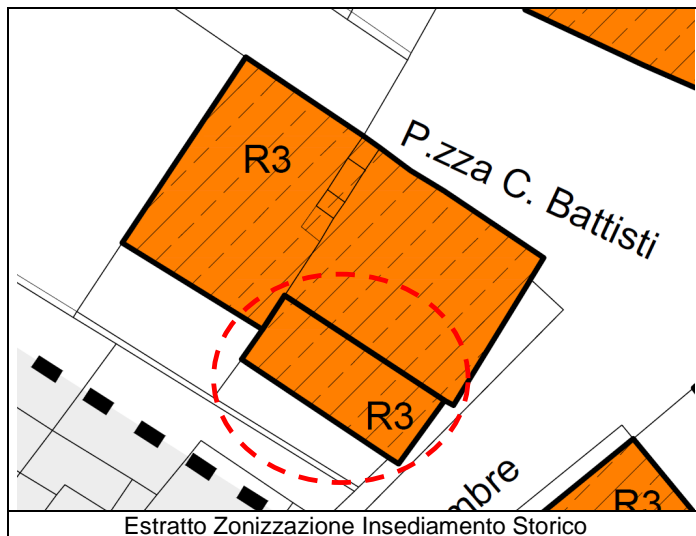 R3
P.zza C. Battisti
R3
mbre
R3
Estratto Zonizzazione Insediamento Storico